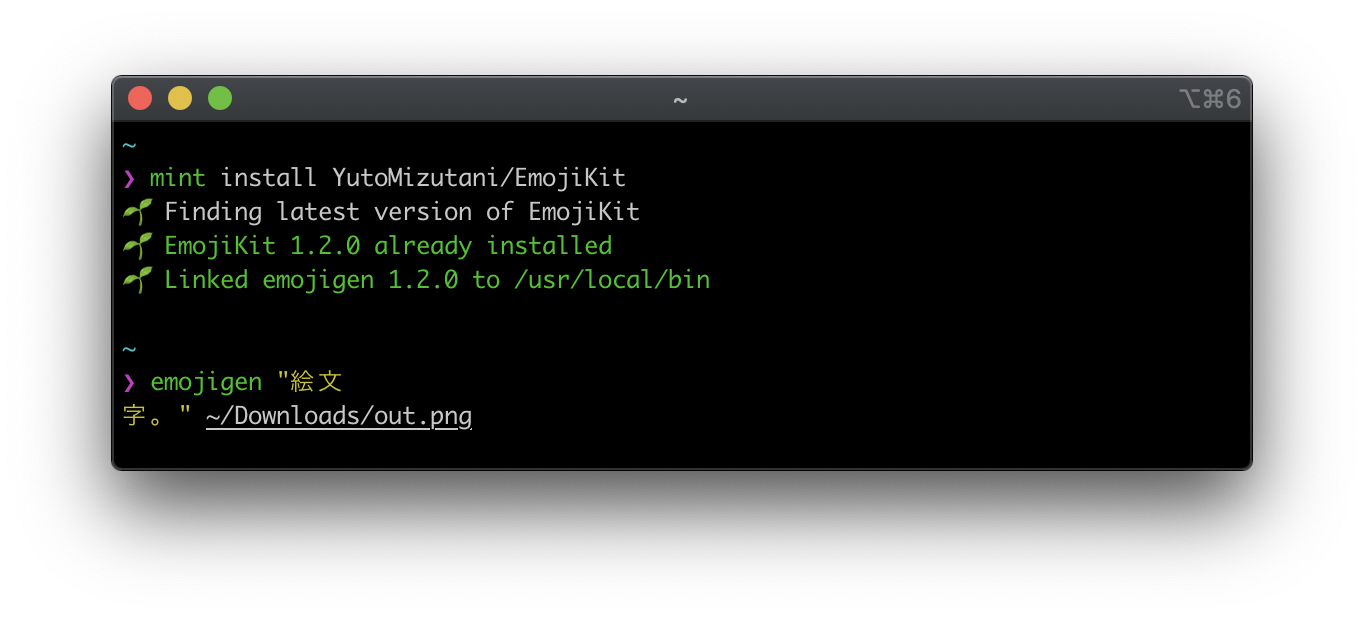 ~
⌥⌘6
~
❯ mint install YutoMizutani/EmojiKit
🌱 Finding latest version of EmojiKit
🌱 EmojiKit 1.2.0 already installed
🌱 Linked emojigen 1.2.0 to /usr/local/bin
~
❯ emojigen "絵文
字。" ~/Downloads/out.png